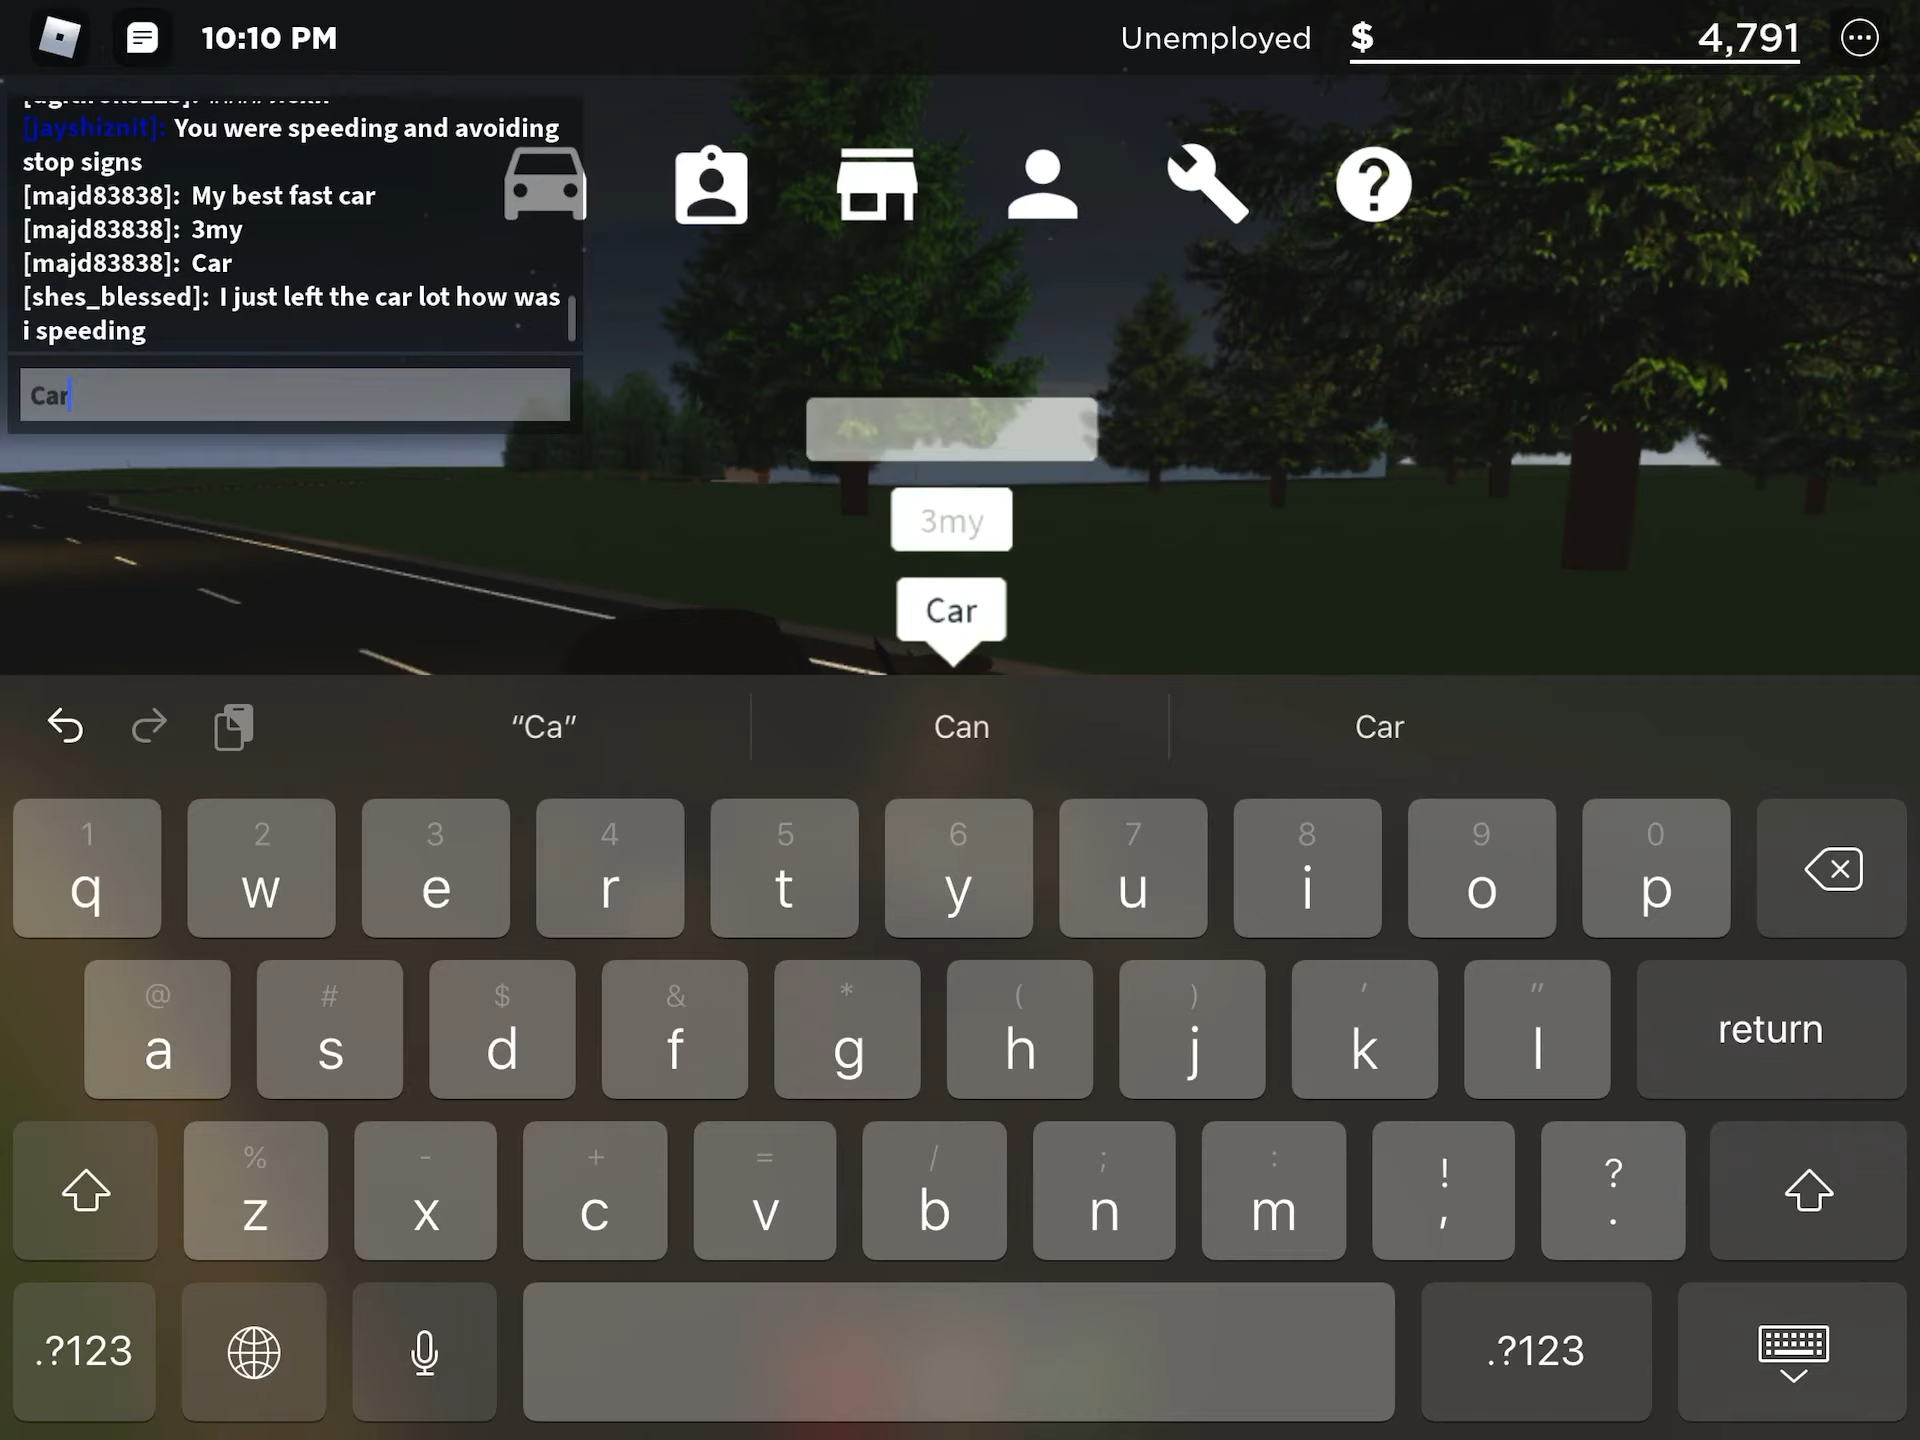 10:10 PM
Unemployed $ 4,791
[jayshiznit]: You were speeding and avoiding
stop signs
[majd83838]: My best fast car
[majd83838]: 3my
[majd83838]: Car
[shes_blessed]: I just left the car lot how was
i speeding
Car
3my
Car
“Ca” Can Car
1 2 3 4 5 6 7 8 9 0
q w e r t y u i o p
@ # $ & * ( ) ' "
a s d f g h j k l return
% - + = / ; : ! ?
z x c v b n m , .
.?123 .?123